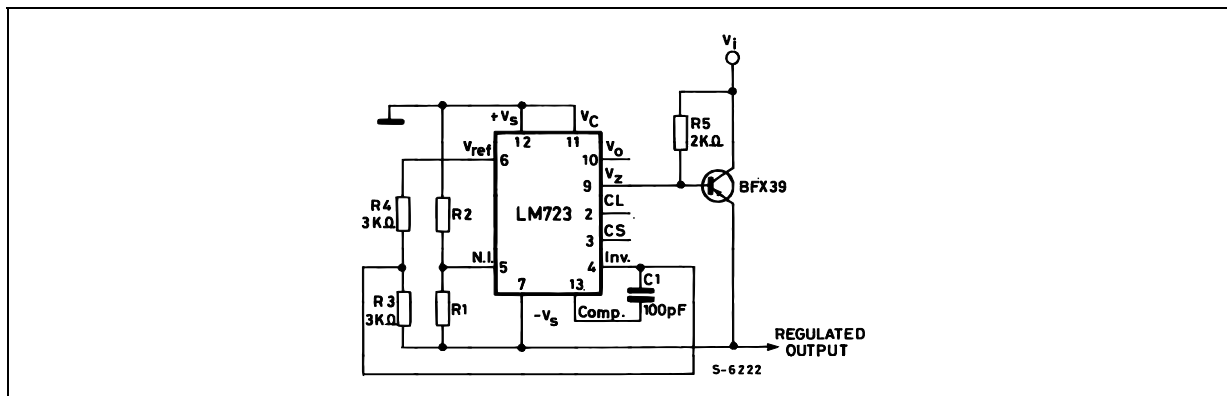 Vi
+Vs
VC
R5
2KΩ
12
11
Vref
6
10
Vo
9
Vz
BFX39
R4
3KΩ
R2
LM723
2
CL
3
CS
N.I.
5
4
Inv.
7
13
C1
100pF
R3
3KΩ
R1
-Vs
Comp.
REGULATED
OUTPUT
S-6222